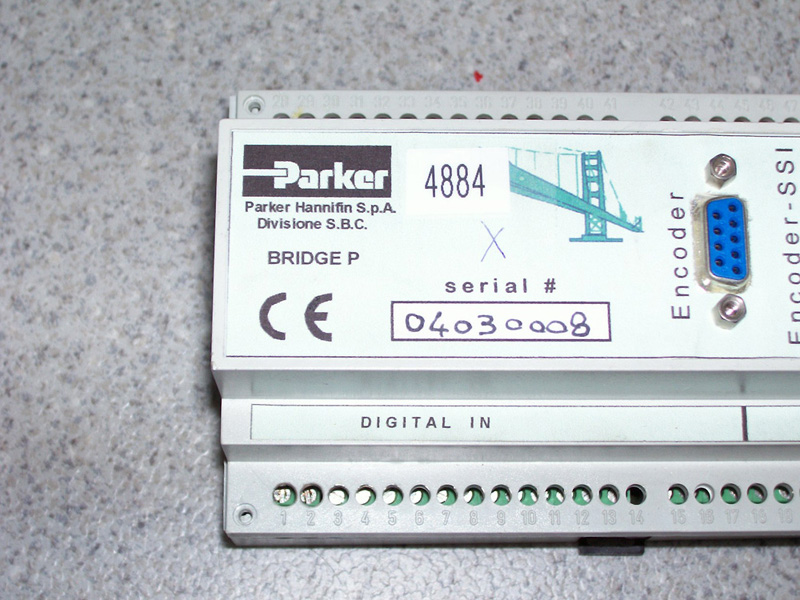 28 29 30 31 32 33 34 35 36 37 38 39 40 41 42 43 44 45 46 47
Parker
4884
Parker Hannifin S.p.A.
Divisione S.B.C.
X
BRIDGE P
serial #
CE
04030008
Encoder
Encoder-SSI
DIGITAL IN
1 2 3 4 5 6 7 8 9 10 11 12 13 14 15 16 17 18 19